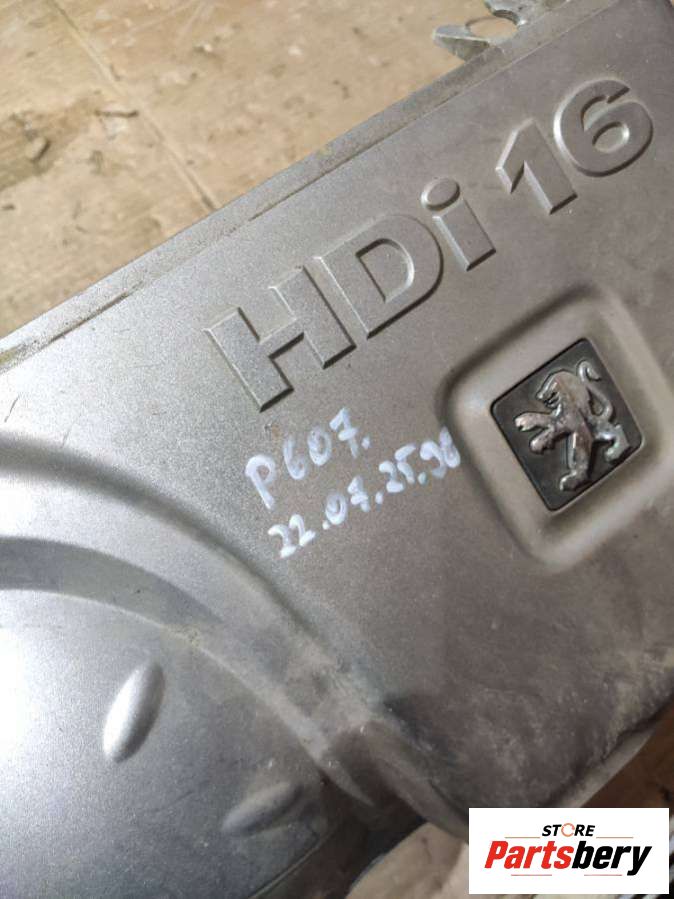 HDi 16
P607.
22.07.25.98
STORE
Partsbery